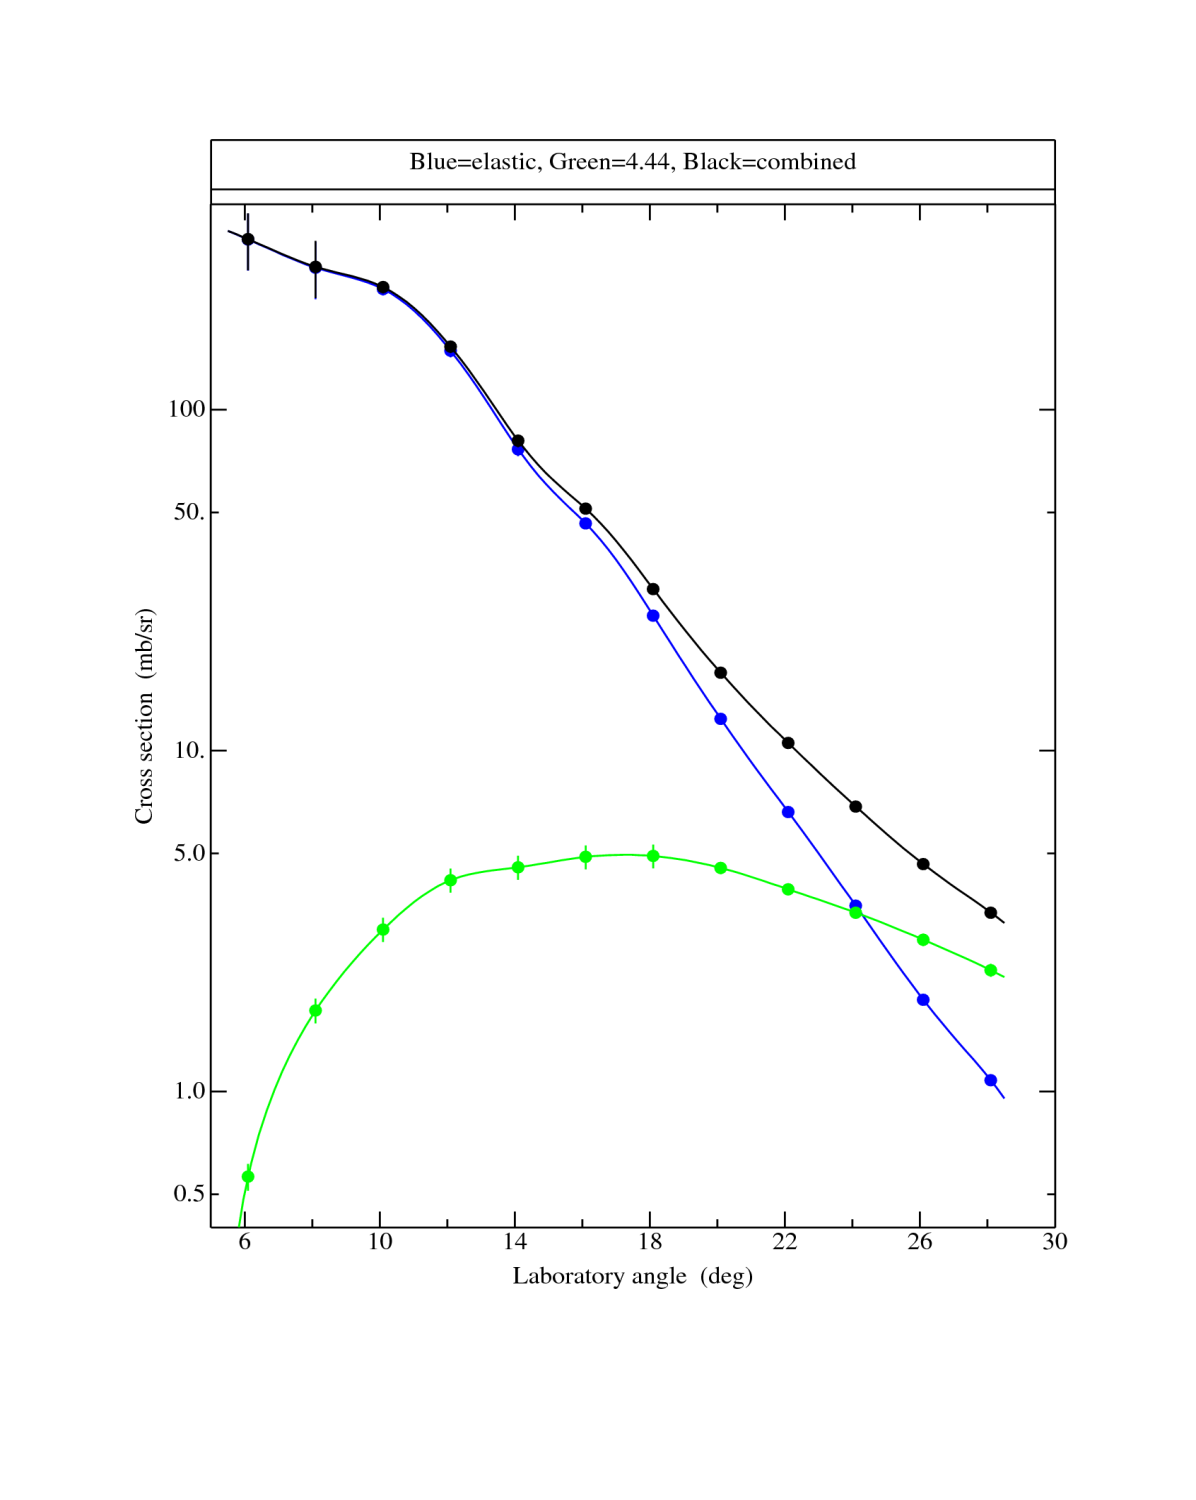 Blue=elastic, Green=4.44, Black=combined
100
50.
10.
5.0
1.0
0.5
Cross section (mb/sr)
6 10 14 18 22 26 30
Laboratory angle (deg)